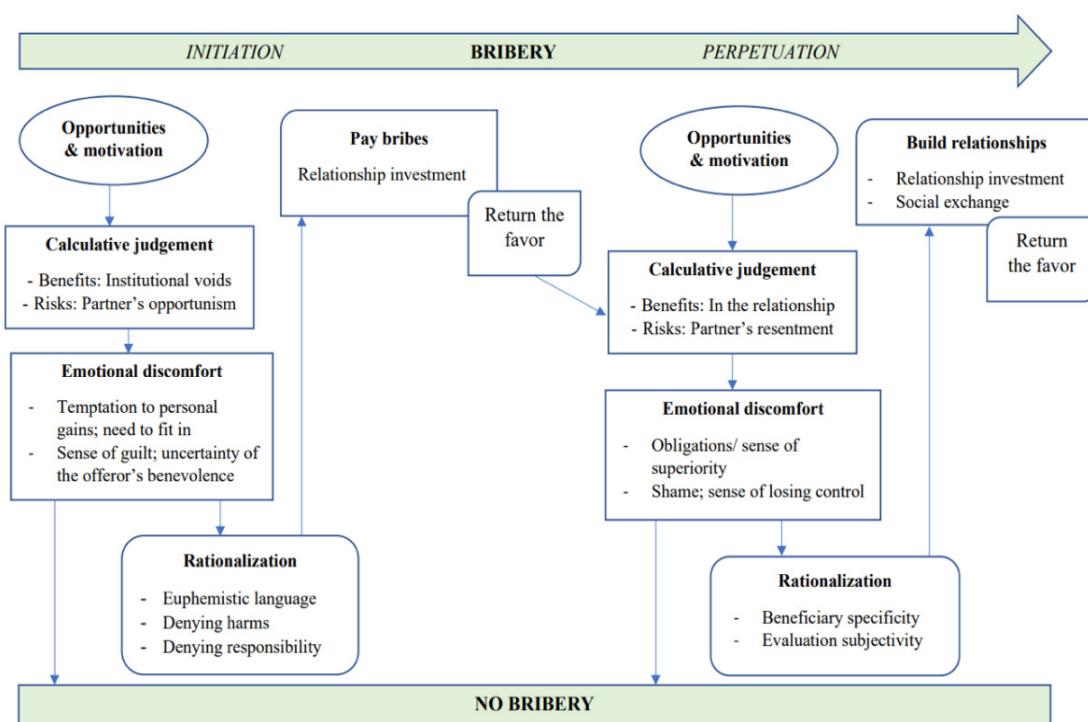 INITIATION BRIBERY PERPETUATION
Opportunities
& motivation
Calculative judgement
- Benefits: Institutional voids
- Risks: Partner's opportunism
Emotional discomfort
- Temptation to personal
gains; need to fit in
- Sense of guilt; uncertainty of
the offeror's benevolence
Rationalization
- Euphemistic language
- Denying harms
- Denying responsibility
Pay bribes
Relationship investment
Return the
favor
Opportunities
& motivation
Calculative judgement
- Benefits: In the relationship
- Risks: Partner's resentment
Emotional discomfort
- Obligations/ sense of
superiority
- Shame; sense of losing control
Rationalization
- Beneficiary specificity
- Evaluation subjectivity
Build relationships
- Relationship investment
- Social exchange
Return
the favor
NO BRIBERY